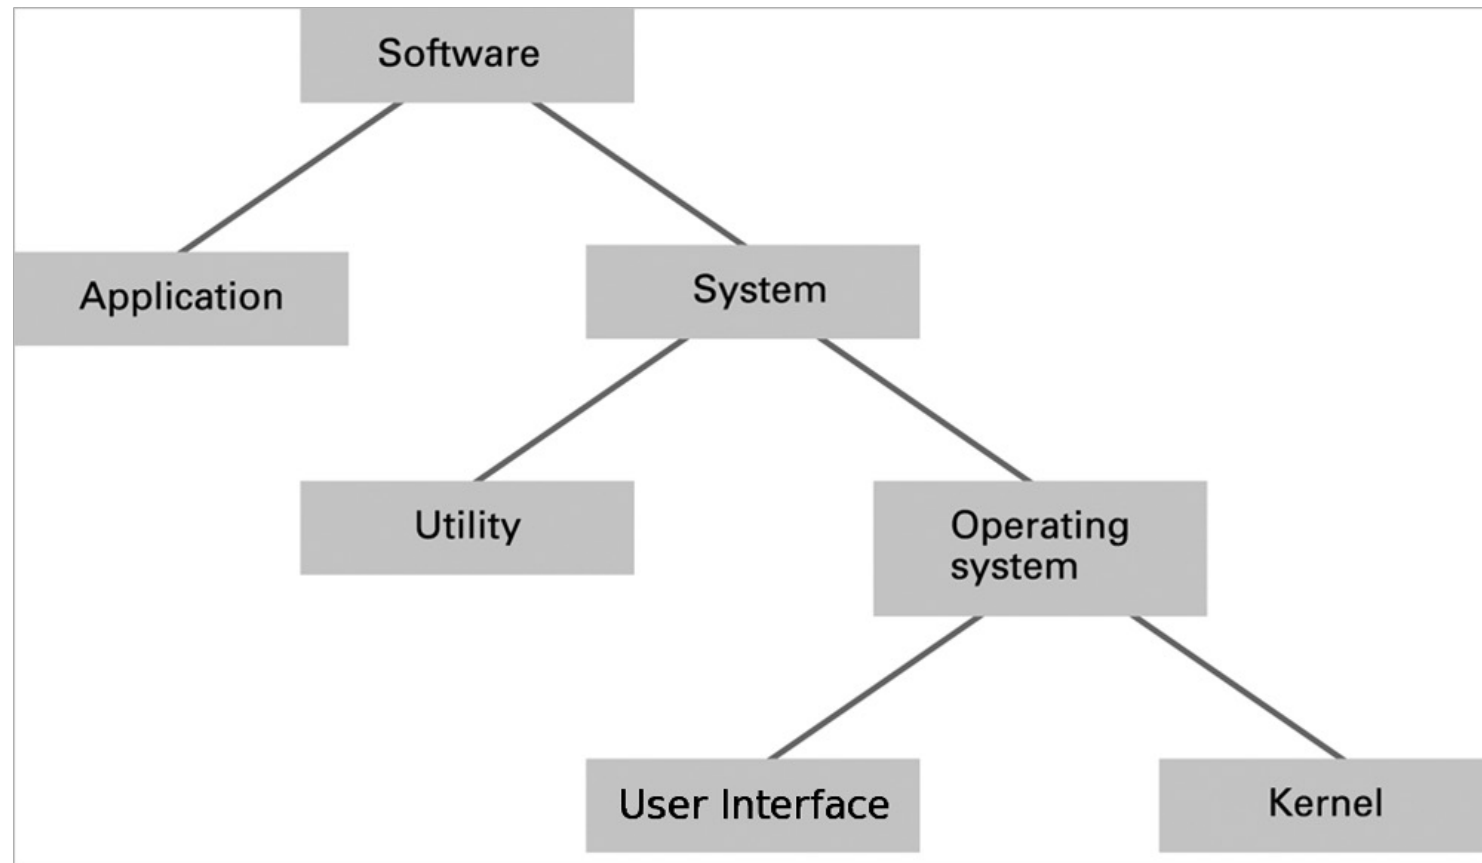 Software
Application
System
Utility
Operating
system
User Interface
Kernel